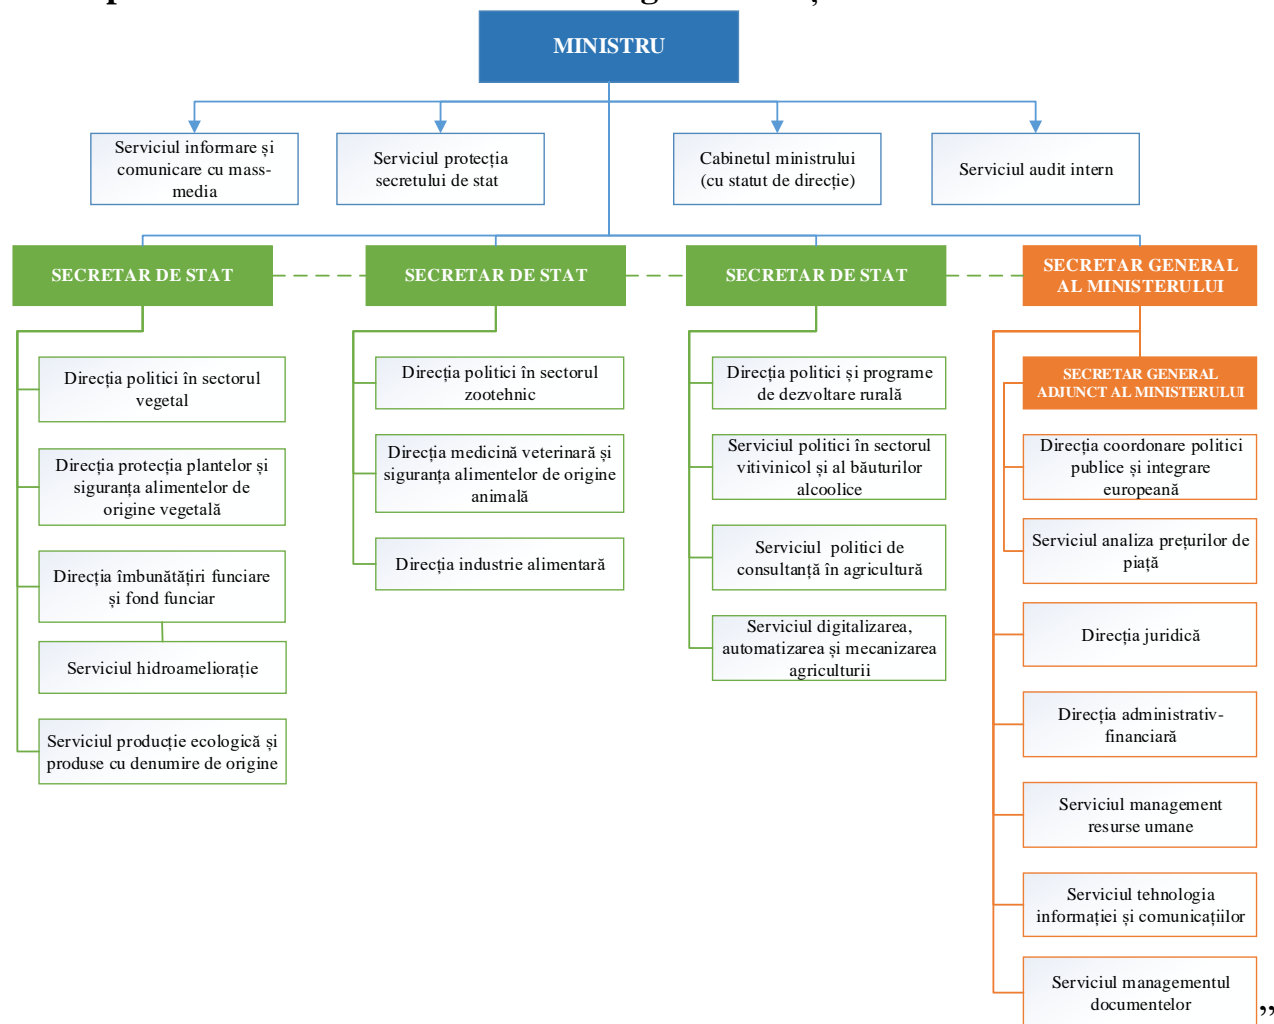 MINISTRU
Serviciul informare și
comunicare cu mass-
media
Serviciul protecția
secretului de stat
Cabinetul ministrului
(cu statut de direcție)
Serviciul audit intern
SECRETAR DE STAT
SECRETAR DE STAT
SECRETAR DE STAT
SECRETAR GENERAL
AL MINISTERULUI
Direcția politici în sectorul
vegetal
Direcția protecția plantelor și
siguranța alimentelor de
origine vegetală
Direcția îmbunătățiri funciare
și fond funciar
Serviciul hidroameliorație
Serviciul producție ecologică și
produse cu denumire de origine
Direcția politici în sectorul
zootehnic
Direcția medicină veterinară și
siguranța alimentelor de origine
animală
Direcția industrie alimentară
Direcția politici și programe
de dezvoltare rurală
Serviciul politici în sectorul
vitivinicol și al băuturilor
alcoolice
Serviciul politici de
consultanță în agricultură
Serviciul digitalizarea,
automatizarea și mecanizarea
agriculturii
SECRETAR GENERAL
ADJUNCT AL MINISTERULUI
Direcția coordonare politici
publice și integrare
europeană
Serviciul analiza prețurilor de
piață
Direcția juridică
Direcția administrativ-
financiară
Serviciul management
resurse umane
Serviciul tehnologia
informației și comunicațiilor
Serviciul managementul
documentelor
”